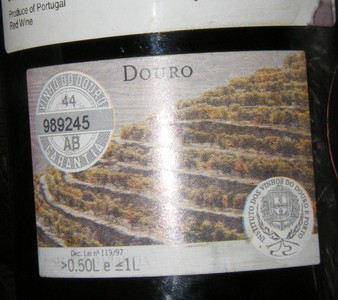 Produce of Portugal
Red Wine
DOURO
VINHO DO DOURO
44
989245
AB
GARANTIA
INSTITUTO DOS VINHOS DO DOURO E PORTO
Dec. Lei nº 119/97
>0.50L e ≤1L